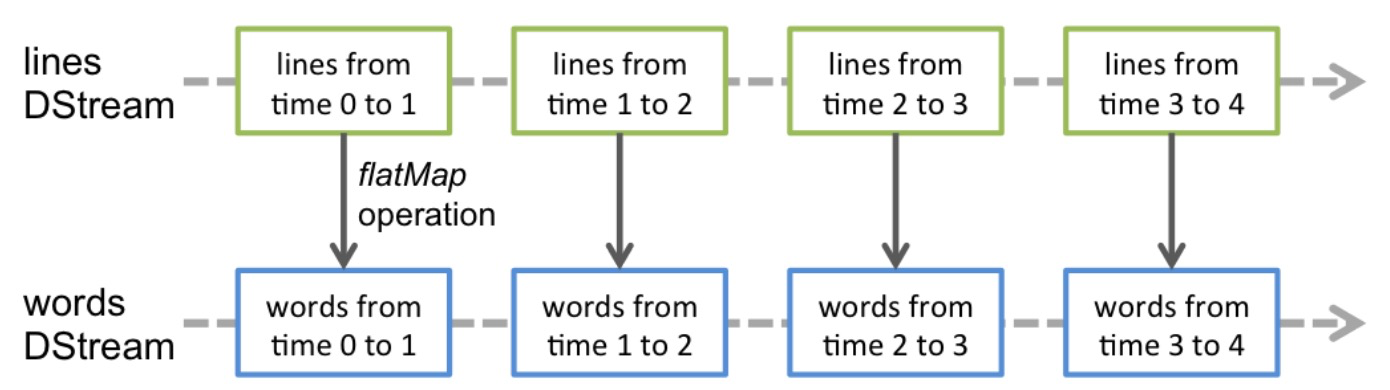 lines
DStream
lines from
time 0 to 1
lines from
time 1 to 2
lines from
time 2 to 3
lines from
time 3 to 4
flatMap
operation
words
DStream
words from
time 0 to 1
words from
time 1 to 2
words from
time 2 to 3
words from
time 3 to 4